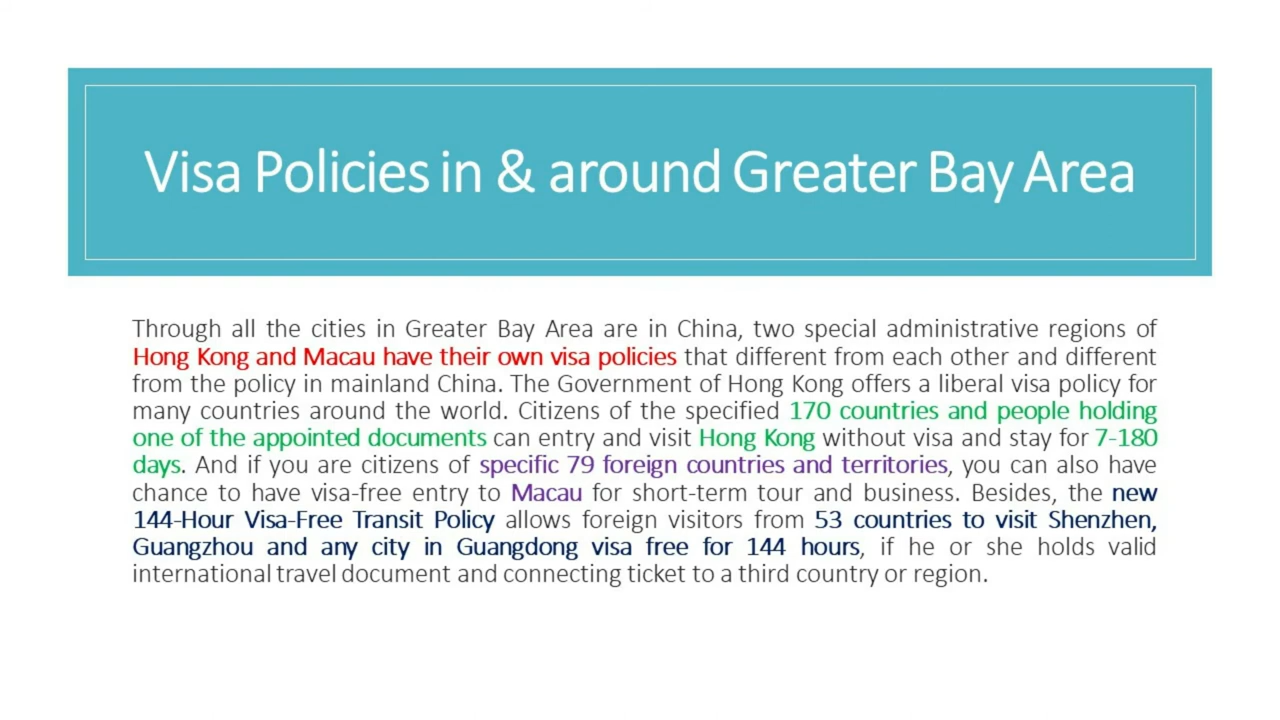 Visa Policies in & around Greater Bay Area
Through all the cities in Greater Bay Area are in China, two special administrative regions of
Hong Kong and Macau have their own visa policies that different from each other and different
from the policy in mainland China. The Government of Hong Kong offers a liberal visa policy for
many countries around the world. Citizens of the specified 170 countries and people holding
one of the appointed documents can entry and visit Hong Kong without visa and stay for 7-180
days. And if you are citizens of specific 79 foreign countries and territories, you can also have
chance to have visa-free entry to Macau for short-term tour and business. Besides, the new
144-Hour Visa-Free Transit Policy allows foreign visitors from 53 countries to visit Shenzhen,
Guangzhou and any city in Guangdong visa free for 144 hours, if he or she holds valid
international travel document and connecting ticket to a third country or region.